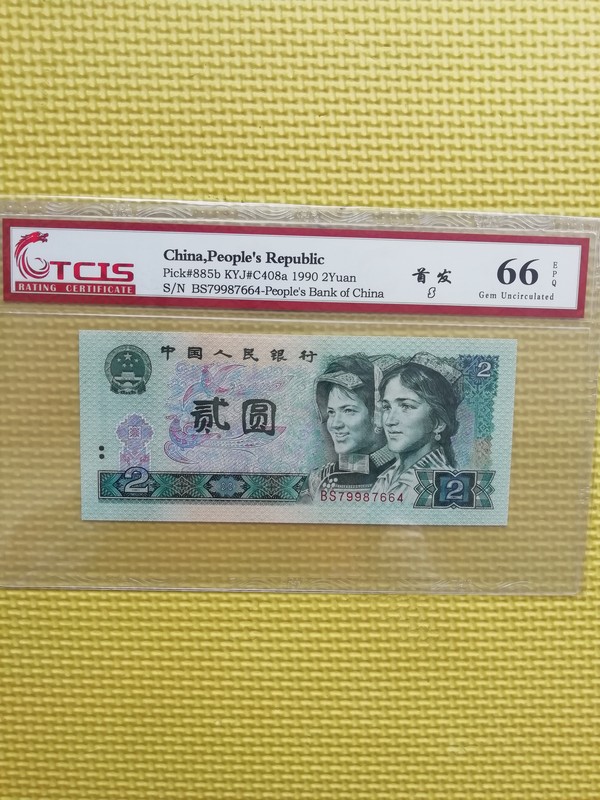 TCIS
RATING CERTIFICATE
China,People's Republic
Pick#885b KYJ#C408a 1990 2Yuan
S/N BS79987664-People's Bank of China
首发
66
EPQ
Gem Uncirculated
中国人民银行
贰圆
2
2
BS79987664
2